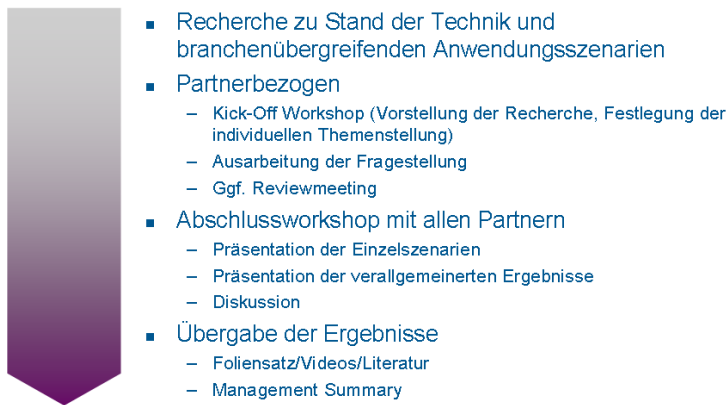 ▪ Recherche zu Stand der Technik und
branchenübergreifenden Anwendungsszenarien
▪ Partnerbezogen
– Kick-Off Workshop (Vorstellung der Recherche, Festlegung der
individuellen Themenstellung)
– Ausarbeitung der Fragestellung
– Ggf. Reviewmeeting
▪ Abschlussworkshop mit allen Partnern
– Präsentation der Einzelszenarien
– Präsentation der verallgemeinerten Ergebnisse
– Diskussion
▪ Übergabe der Ergebnisse
– Foliensatz/Videos/Literatur
– Management Summary